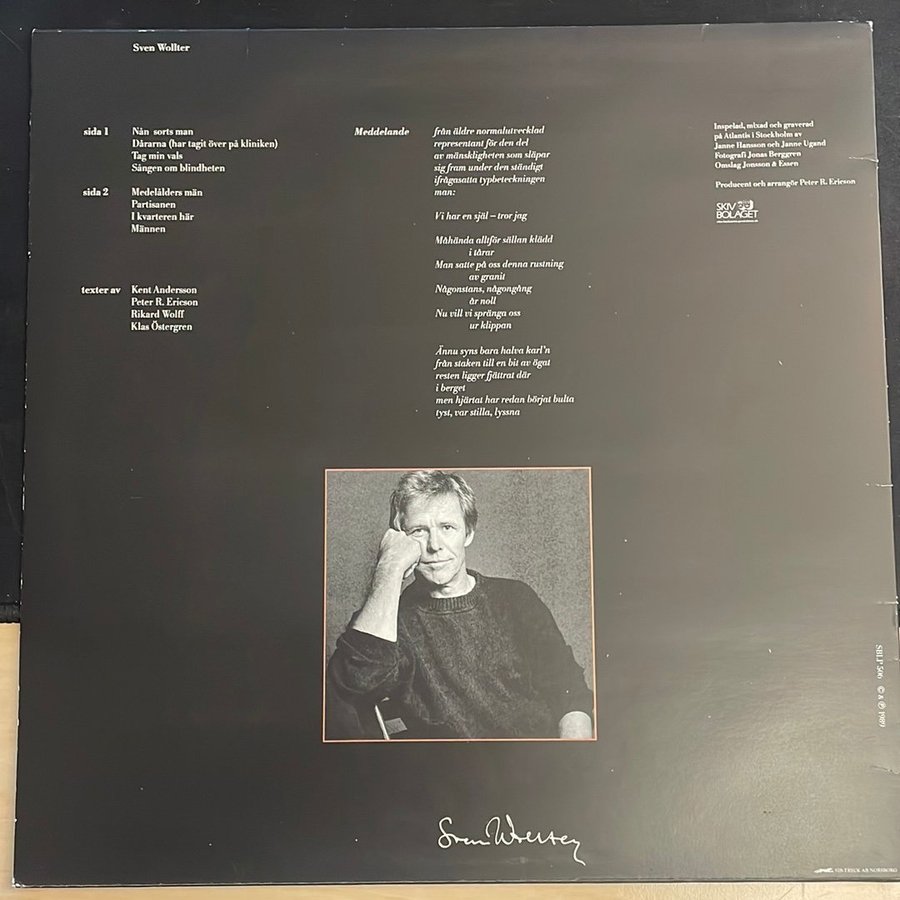 Sven Wollter
sida 1
Nån sorts man
Dårarna (har tagit över på kliniken)
Tag min vals
Sången om blindheten
sida 2
Medelålders män
Partisanen
I kvarteren här
Männen
texter av
Kent Andersson
Peter R. Ericson
Rikard Wolff
Klas Östergren
Meddelande
från äldre normalutvecklad
representant för den del
av mänskligheten som släpar
sig fram under den ständigt
ifrågasatta typbeteckningen
man:
Vi har en själ – tror jag
Måhända alltför sällan klädd
i tårar
Man satte på oss denna rustning
av granit
Någonstans, någongång
år noll
Nu vill vi spränga oss
ur klippan
Ännu syns bara halva karl'n
från staken till en bit av ögat
resten ligger fjättrat där
i berget
men hjärtat har redan börjat bulta
tyst, var stilla, lyssna
Inspelad, mixad och graverad
på Atlantis i Stockholm av
Janne Hansson och Janne Ugand
Fotografi Jonas Berggren
Omslag Jonsson & Essen
Producent och arrangör Peter R. Ericson
SKIV
BOLAGET
SBLP 506 © & ℗ 1989
Sven Wollter
TRYCK AB NORSBORG